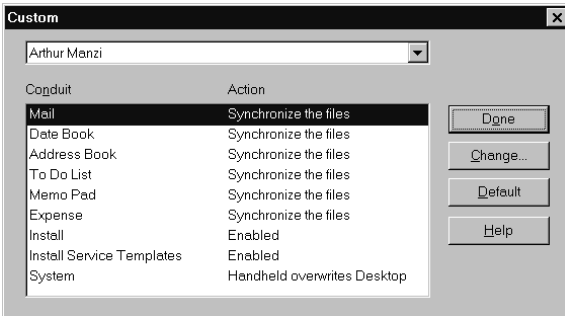 Custom
Arthur Manzi
Conduit Action
Mail Synchronize the files
Date Book Synchronize the files
Address Book Synchronize the files
To Do List Synchronize the files
Memo Pad Synchronize the files
Expense Synchronize the files
Install Enabled
Install Service Templates Enabled
System Handheld overwrites Desktop
Done
Change...
Default
Help